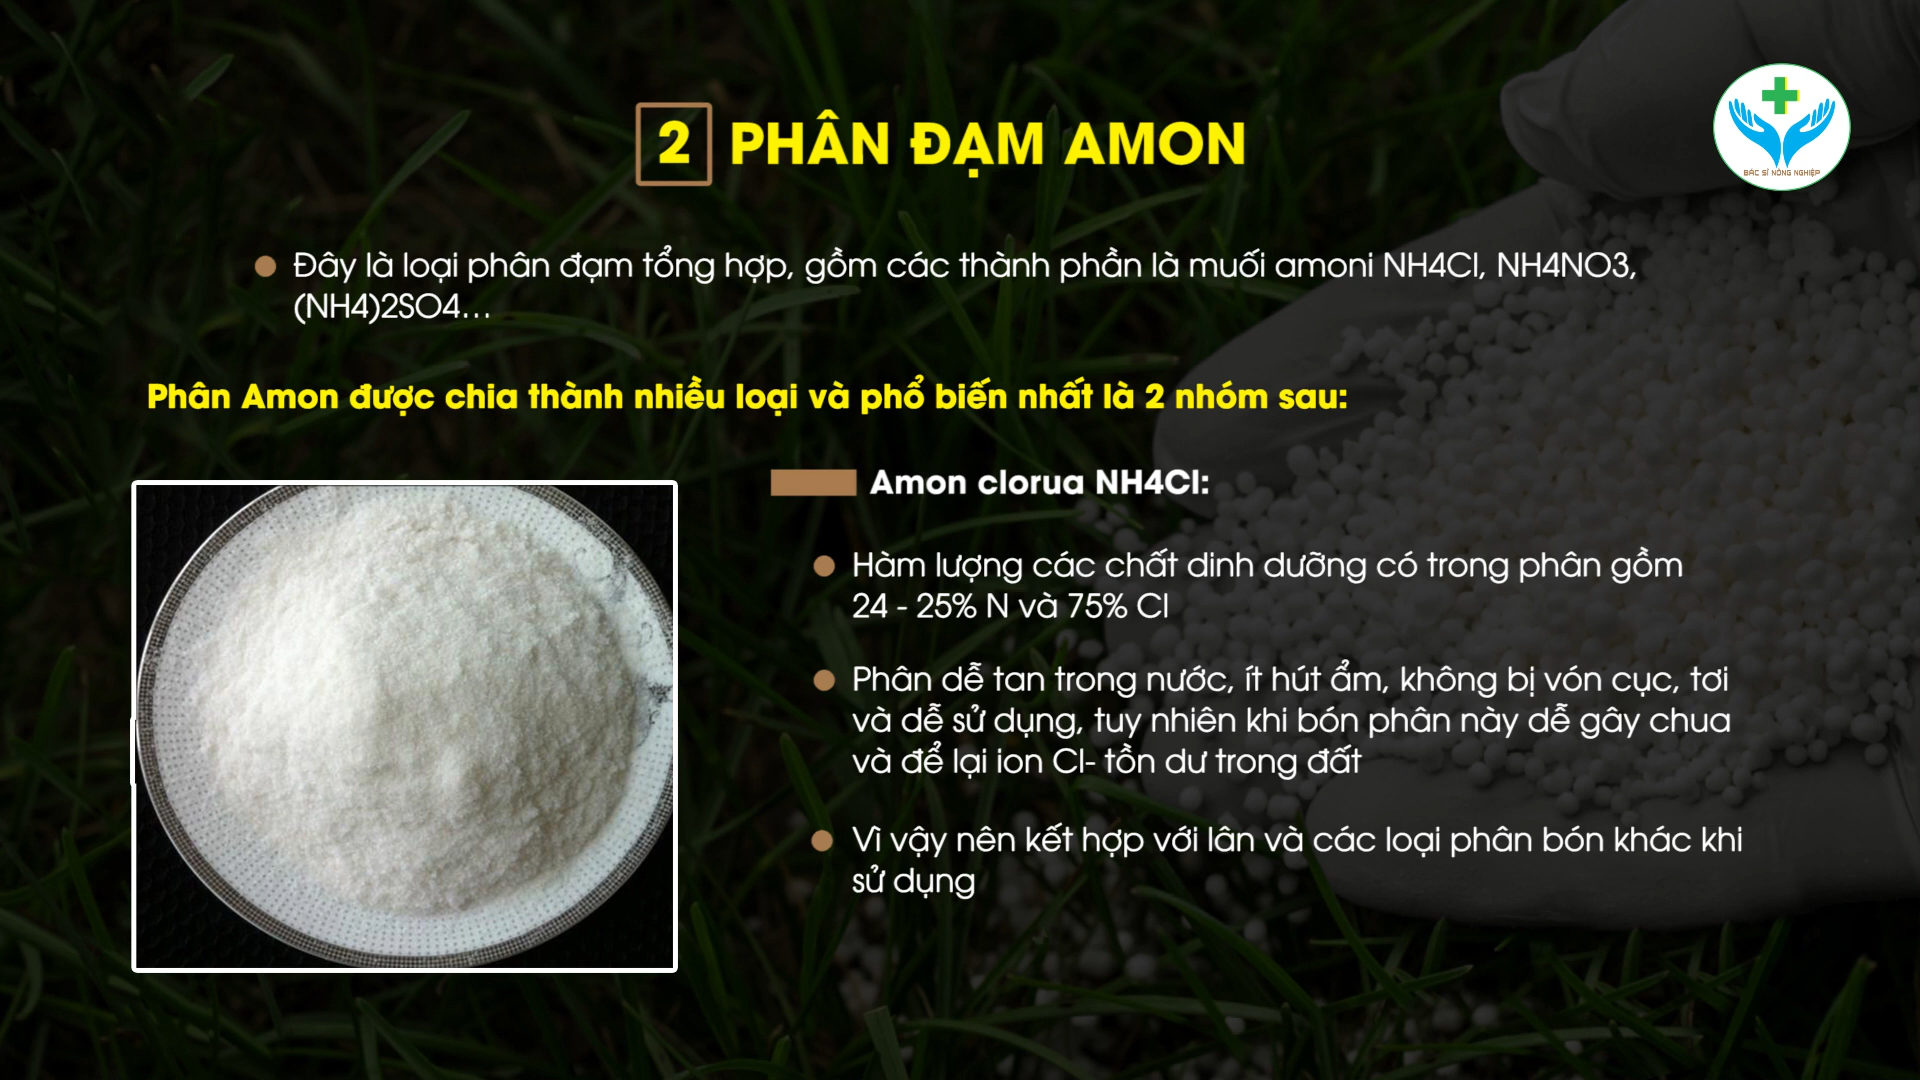 BÁC SĨ NÔNG NGHIỆP
2 PHÂN ĐẠM AMON
Đây là loại phân đạm tổng hợp, gồm các thành phần là muối amoni NH4Cl, NH4NO3,
(NH4)2SO4...
Phân Amon được chia thành nhiều loại và phổ biến nhất là 2 nhóm sau:
Amon clorua NH4Cl:
Hàm lượng các chất dinh dưỡng có trong phân gồm
24 - 25% N và 75% Cl
Phân dễ tan trong nước, ít hút ẩm, không bị vón cục, tơi
và dễ sử dụng, tuy nhiên khi bón phân này dễ gây chua
và để lại ion Cl- tồn dư trong đất
Vì vậy nên kết hợp với lân và các loại phân bón khác khi
sử dụng